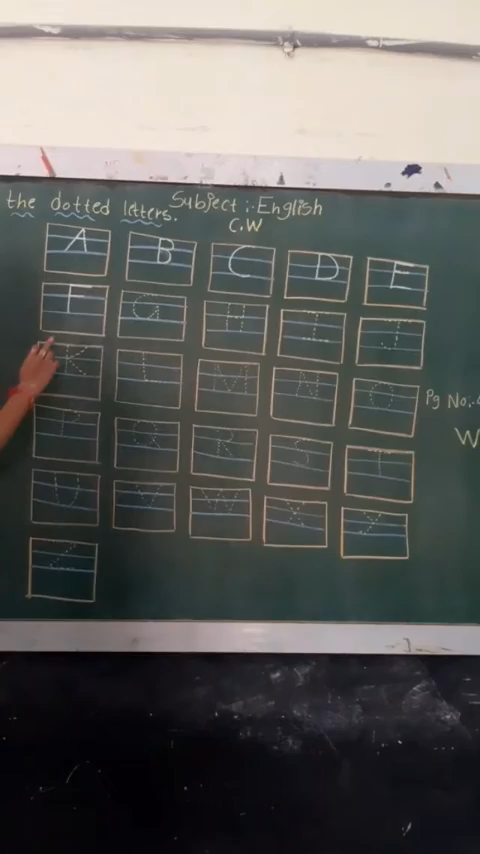 the dotted letters. Subject :- English
C.W
A B C D E
F G H I J
K L M N O
Pg No:-
P Q R S T
W
U V W X Y
Z